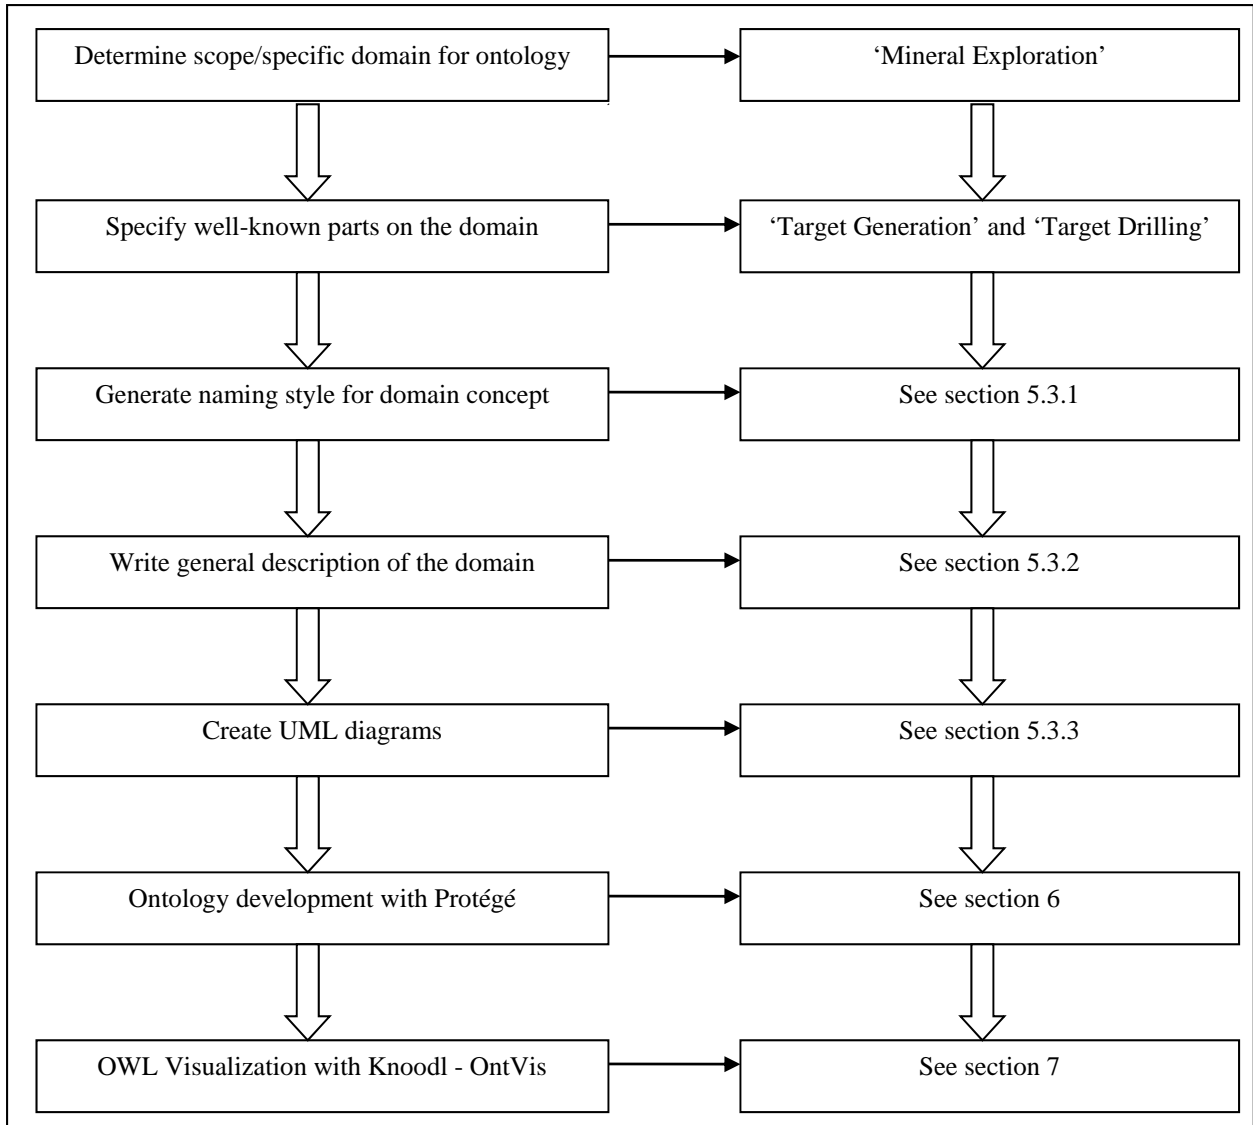 Determine scope/specific domain for ontology
‘Mineral Exploration’
Specify well-known parts on the domain
‘Target Generation’ and ‘Target Drilling’
Generate naming style for domain concept
See section 5.3.1
Write general description of the domain
See section 5.3.2
Create UML diagrams
See section 5.3.3
Ontology development with Protégé
See section 6
OWL Visualization with Knoodl - OntVis
See section 7